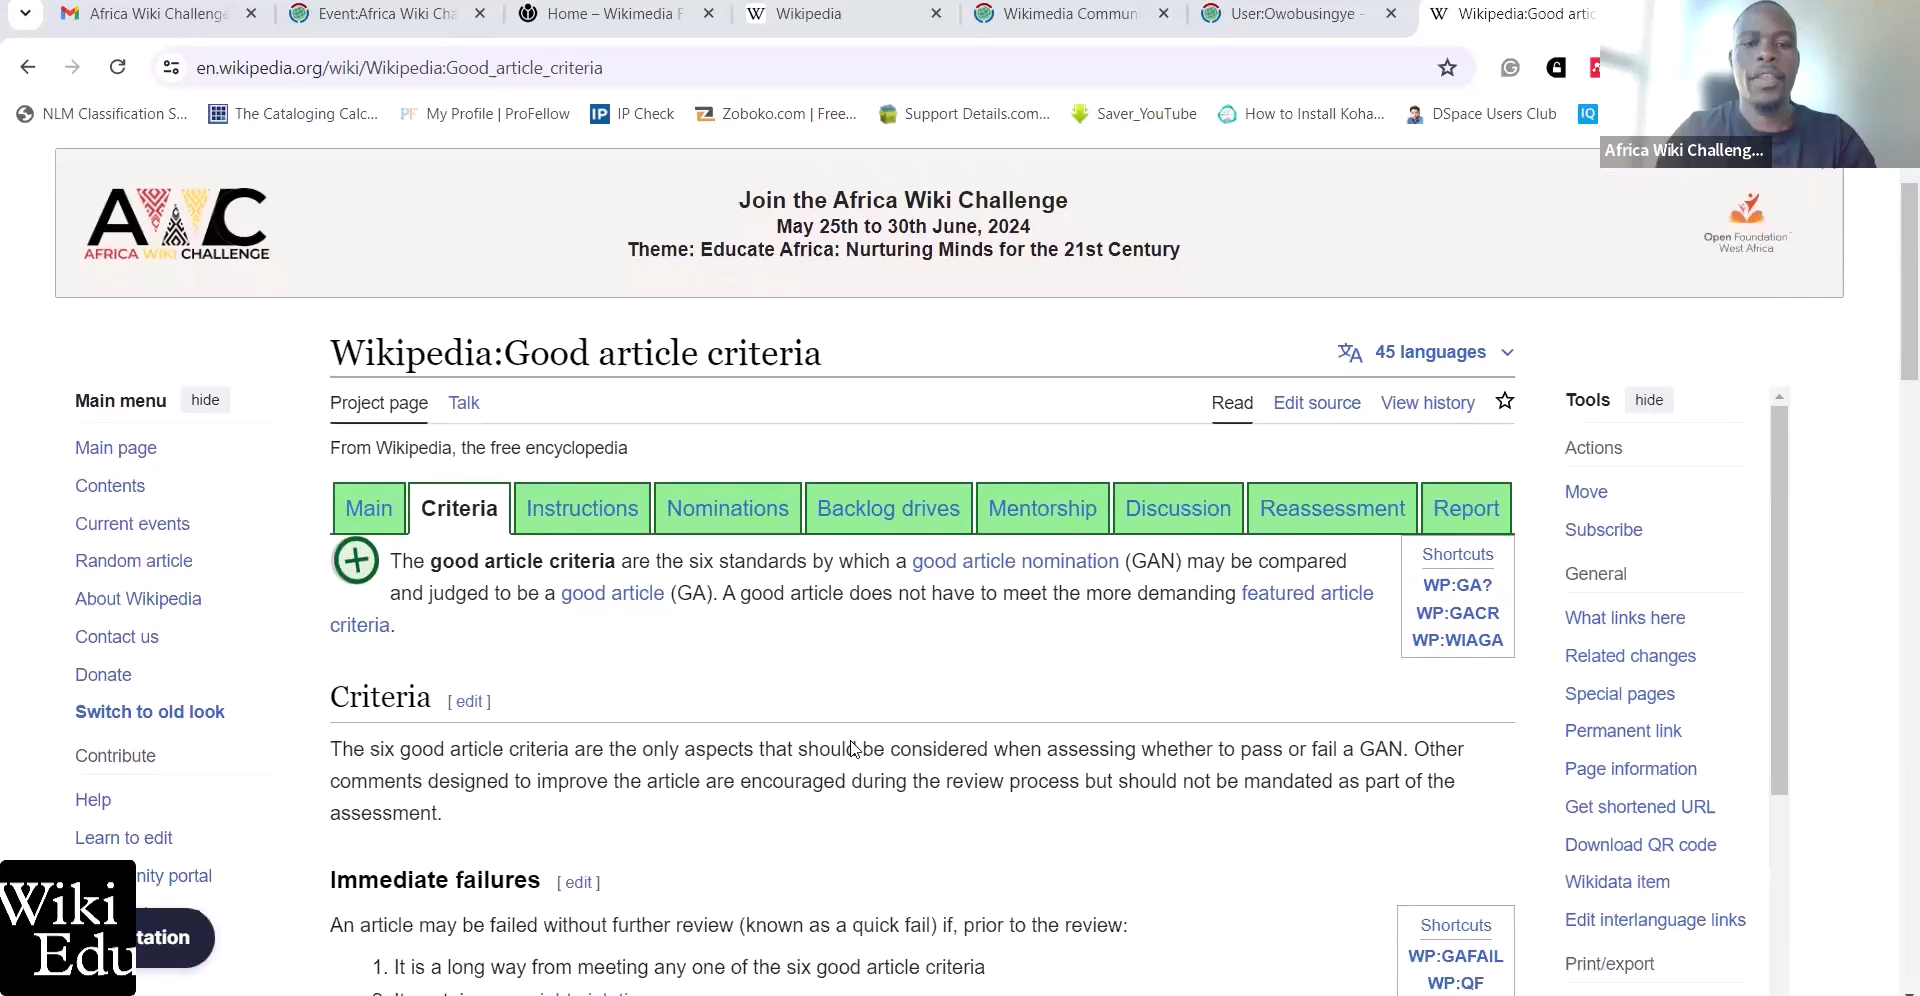 Africa Wiki Challenge
Event:Africa Wiki Cha
Home – Wikimedia F
Wikipedia
Wikimedia Commun
User:Owobusingye -
Wikipedia:Good artic
en.wikipedia.org/wiki/Wikipedia:Good_article_criteria
NLM Classification S...
The Cataloging Calc...
PF My Profile | ProFellow
IP IP Check
Zoboko.com | Free...
Support Details.com...
Saver_YouTube
How to Install Koha...
DSpace Users Club
IQ
Africa Wiki Challeng...
AWC
AFRICA WIKI CHALLENGE
Join the Africa Wiki Challenge
May 25th to 30th June, 2024
Theme: Educate Africa: Nurturing Minds for the 21st Century
Open Foundation
West Africa
Wikipedia:Good article criteria
45 languages
Main menu hide
Main page
Contents
Current events
Random article
About Wikipedia
Contact us
Donate
Switch to old look
Contribute
Help
Learn to edit
nity portal
tation
Wiki
Edu
Project page Talk
Read Edit source View history
From Wikipedia, the free encyclopedia
Main Criteria Instructions Nominations Backlog drives Mentorship Discussion Reassessment Report
The good article criteria are the six standards by which a good article nomination (GAN) may be compared
and judged to be a good article (GA). A good article does not have to meet the more demanding featured article
criteria.
Shortcuts
WP:GA?
WP:GACR
WP:WIAGA
Criteria [ edit ]
The six good article criteria are the only aspects that should be considered when assessing whether to pass or fail a GAN. Other
comments designed to improve the article are encouraged during the review process but should not be mandated as part of the
assessment.
Immediate failures [ edit ]
An article may be failed without further review (known as a quick fail) if, prior to the review:
1. It is a long way from meeting any one of the six good article criteria
Shortcuts
WP:GAFAIL
WP:QF
Tools hide
Actions
Move
Subscribe
General
What links here
Related changes
Special pages
Permanent link
Page information
Get shortened URL
Download QR code
Wikidata item
Edit interlanguage links
Print/export